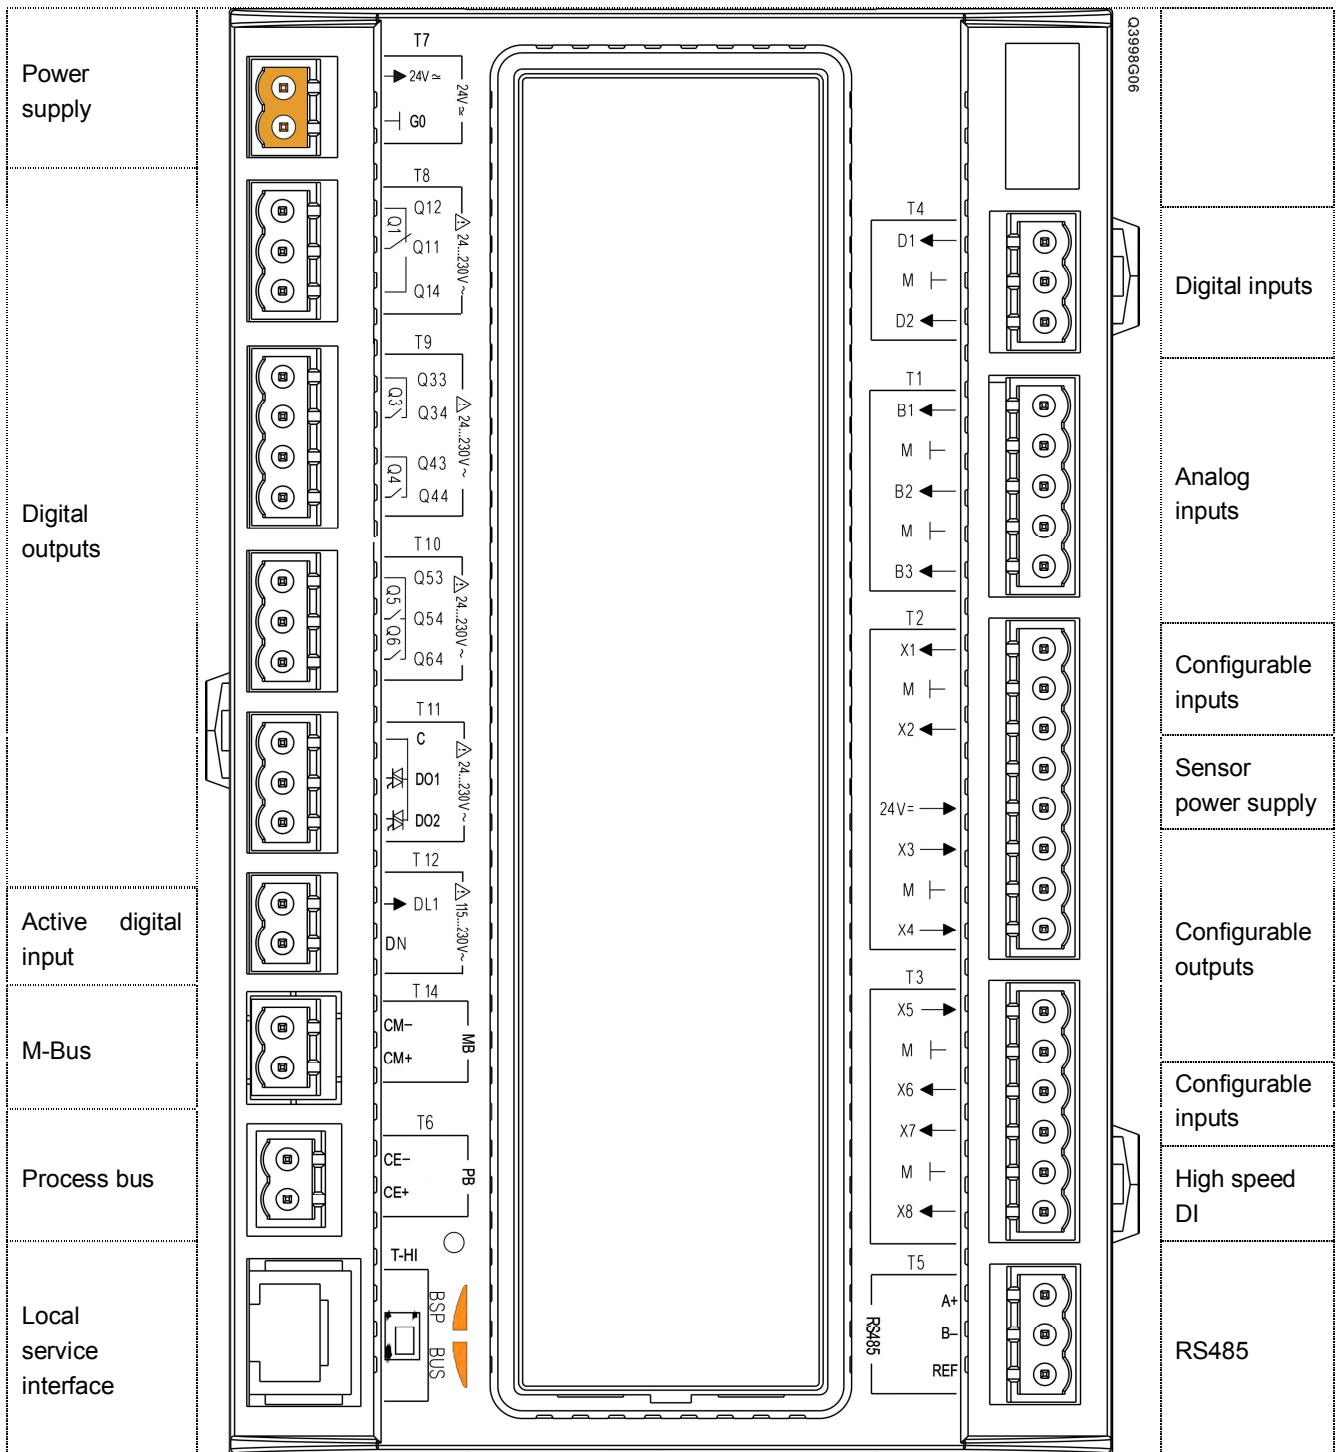 Power
supply
Digital
outputs
Active digital
input
M-Bus
Process bus
Local
service
interface
T7
24V ≃
G0
24V ≃
T8
Q12
Q1
Q11
Q14
⚠ 24...230V ~
T9
Q33
Q3
Q34
Q43
Q4
Q44
⚠ 24...230V ~
T10
Q53
Q5
Q54
Q6
Q64
⚠ 24...230V ~
T11
C
DO1
DO2
⚠ 24...230V ~
T12
DL1
DN
⚠ 115...230V ~
T14
CM−
CM+
MB
T6
CE−
CE+
PB
T-HI
BSP
BUS
Q3998G06
T4
D1
M
D2
T1
B1
M
B2
M
B3
T2
X1
M
X2
24V=
X3
M
X4
T3
X5
M
X6
X7
M
X8
T5
A+
B−
REF
RS485
Digital inputs
Analog
inputs
Configurable
inputs
Sensor
power supply
Configurable
outputs
Configurable
inputs
High speed
DI
RS485